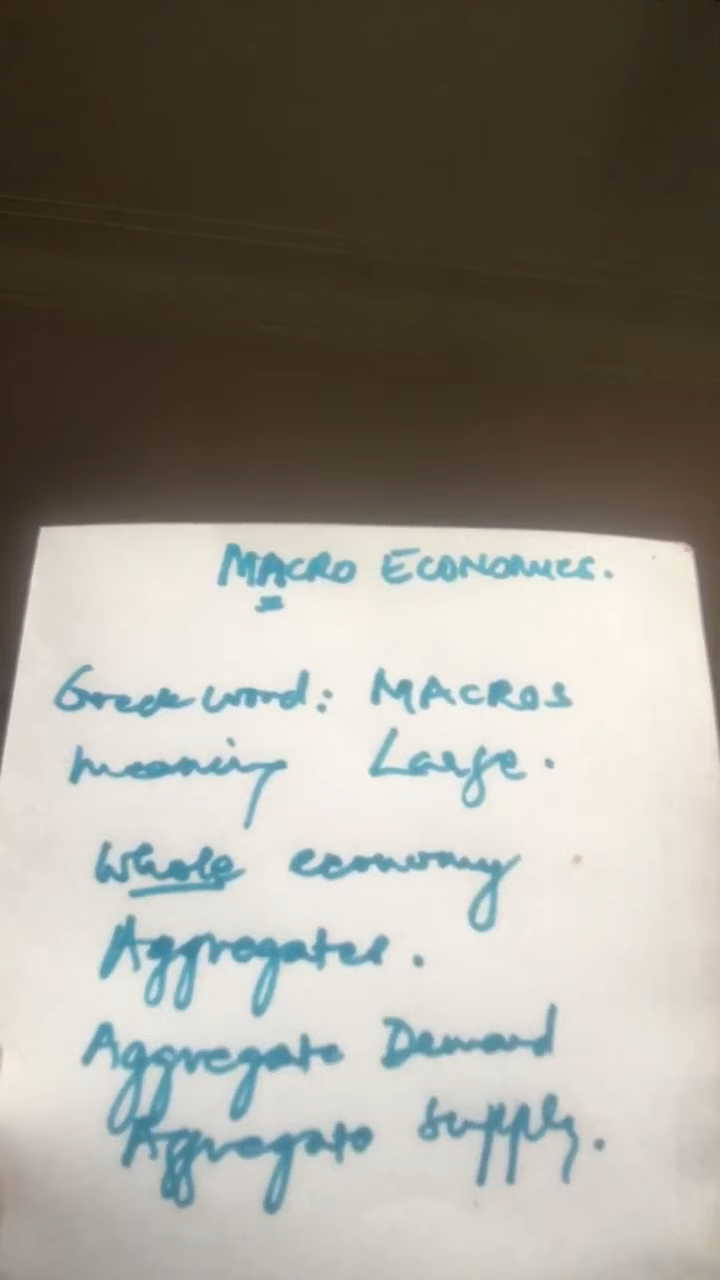 MACRO ECONOMICS.
Greek word: MACROS
meaning Large.
Whole economy
Aggregates.
Aggregate Demand
Aggregate supply.